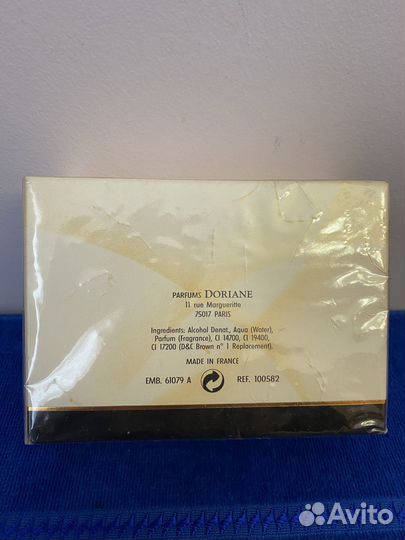 PARFUMS DORIANE
11 rue Margueritte
75017 PARIS
Ingredients: Alcohol Denat., Aqua (Water),
Parfum (Fragrance), CI 14700, CI 19400,
CI 17200 (D&C Brown n° 1 Replacement).
MADE IN FRANCE
EMB. 61079 A REF. 100582
Avito